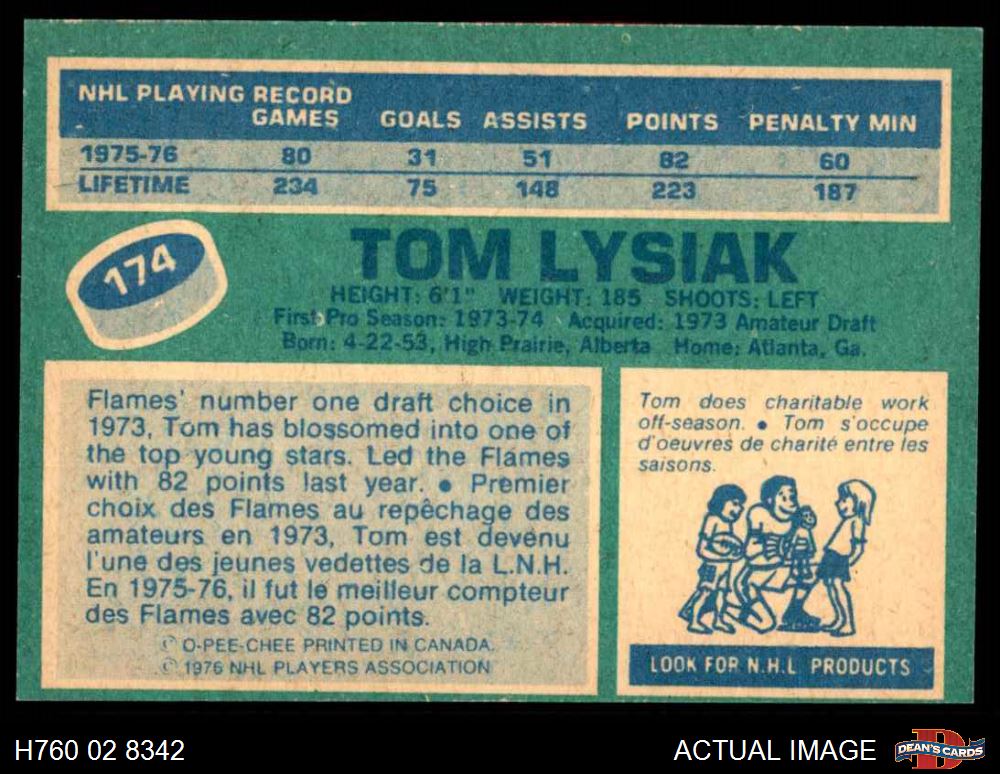 NHL PLAYING RECORD
GAMES GOALS ASSISTS POINTS PENALTY MIN
1975-76 80 31 51 82 60
LIFETIME 234 75 148 223 187
174
TOM LYSIAK
HEIGHT: 6'1" WEIGHT: 185 SHOOTS: LEFT
First Pro Season: 1973-74 Acquired: 1973 Amateur Draft
Born: 4-22-53, High Prairie, Alberta Home: Atlanta, Ga.
Flames' number one draft choice in
1973, Tom has blossomed into one of
the top young stars. Led the Flames
with 82 points last year. ● Premier
choix des Flames au repêchage des
amateurs en 1973, Tom est devenu
l'une des jeunes vedettes de la L.N.H.
En 1975-76, il fut le meilleur compteur
des Flames avec 82 points.
© O-PEE-CHEE PRINTED IN CANADA.
© 1976 NHL PLAYERS ASSOCIATION
Tom does charitable work
off-season. ● Tom s'occupe
d'oeuvres de charité entre les
saisons.
LOOK FOR N.H.L PRODUCTS
H760 02 8342
ACTUAL IMAGE
DEAN'S CARDS